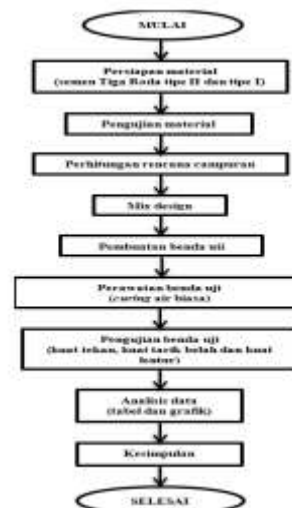 MULAI
Persiapan material
(semen Tiga Roda tipe II dan tipe I)
Pengujian material
Perhitungan rencana campuran
Mix design
Pembuatan benda uji
Perawatan benda uji
(curing air biasa)
Pengujian benda uji
(kuat tekan, kuat tarik belah dan kuat
lentur)
Analisis data
(tabel dan grafik)
Kesimpulan
SELESAI